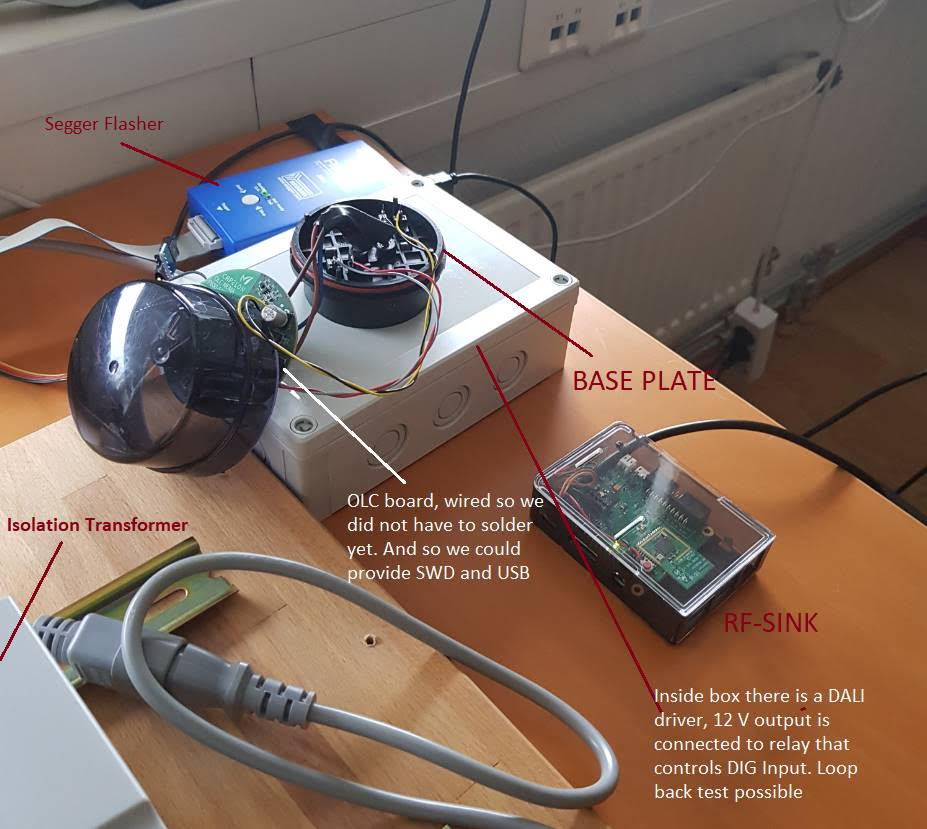 Segger Flasher
BASE PLATE
OLC board, wired so we
did not have to solder
yet. And so we could
provide SWD and USB
Isolation Transformer
RF-SINK
Inside box there is a DALI
driver, 12 V output is
connected to relay that
controls DIG Input. Loop
back test possible